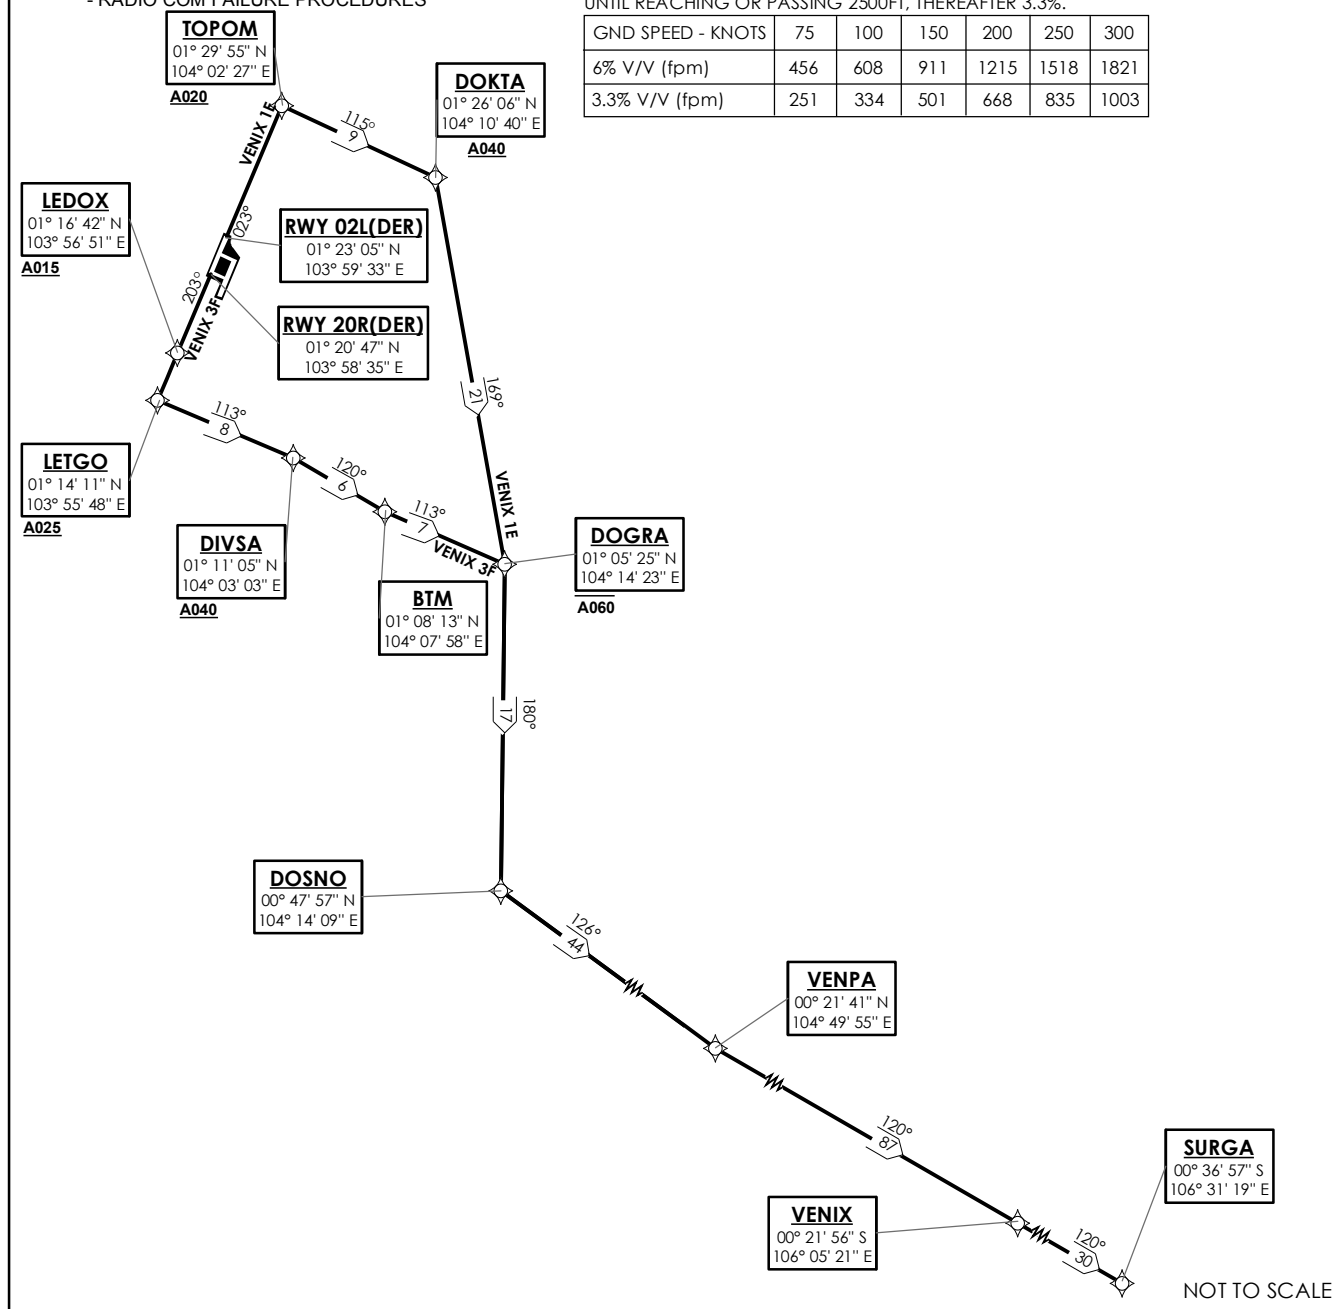 - RADIO COM FAILURE PROCEDURES
UNTIL REACHING OR PASSING 2500FT, THEREAFTER 3.3%.
GND SPEED - KNOTS 75 100 150 200 250 300
6% V/V (fpm) 456 608 911 1215 1518 1821
3.3% V/V (fpm) 251 334 501 668 835 1003
TOPOM
01° 29' 55" N
104° 02' 27" E
A020
DOKTA
01° 26' 06" N
104° 10' 40" E
A040
115°
9
VENIX 1E
023°
LEDOX
01° 16' 42" N
103° 56' 51" E
A015
RWY 02L(DER)
01° 23' 05" N
103° 59' 33" E
203°
VENIX 3F
RWY 20R(DER)
01° 20' 47" N
103° 58' 35" E
169°
21
VENIX 1E
LETGO
01° 14' 11" N
103° 55' 48" E
A025
113°
8
120°
6
113°
7
VENIX 3F
DIVSA
01° 11' 05" N
104° 03' 03" E
A040
BTM
01° 08' 13" N
104° 07' 58" E
DOGRA
01° 05' 25" N
104° 14' 23" E
A060
180°
17
DOSNO
00° 47' 57" N
104° 14' 09" E
126°
44
VENPA
00° 21' 41" N
104° 49' 55" E
120°
87
SURGA
00° 36' 57" S
106° 31' 19" E
VENIX
00° 21' 56" S
106° 05' 21" E
120°
30
NOT TO SCALE